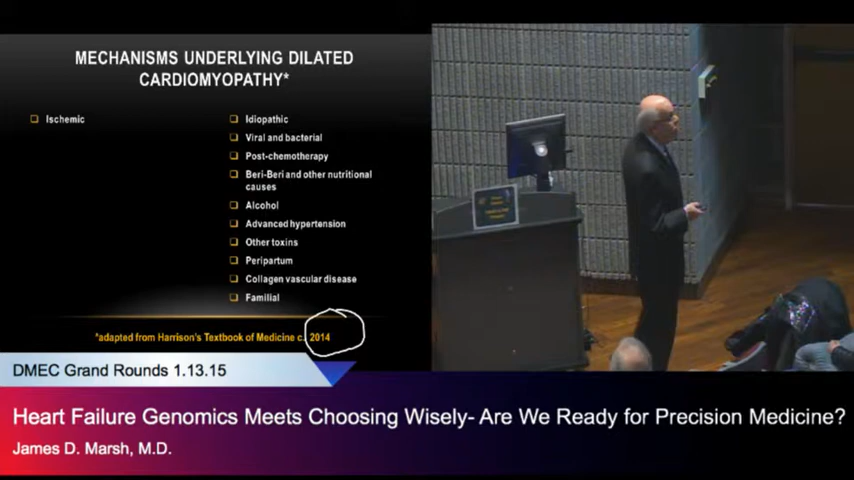 MECHANISMS UNDERLYING DILATED
CARDIOMYOPATHY*
Ischemic
Idiopathic
Viral and bacterial
Post-chemotherapy
Beri-Beri and other nutritional
causes
Alcohol
Advanced hypertension
Other toxins
Peripartum
Collagen vascular disease
Familial
*adapted from Harrison's Textbook of Medicine c. 2014
DMEC Grand Rounds 1.13.15
Heart Failure Genomics Meets Choosing Wisely- Are We Ready for Precision Medicine?
James D. Marsh, M.D.